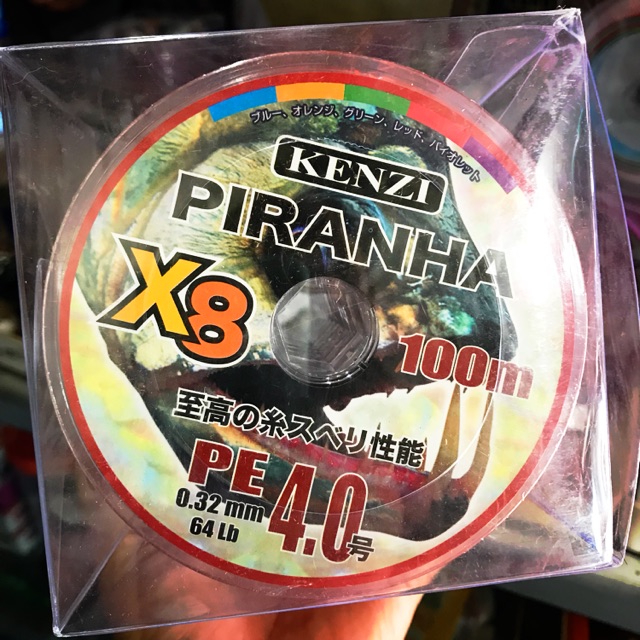 ブルー、オレンジ、グリーン、レッド、バイオレット
KENZI
PIRANHA
X8
100m
至高の糸スベリ性能
PE 4.0号
0.32mm
64Lb